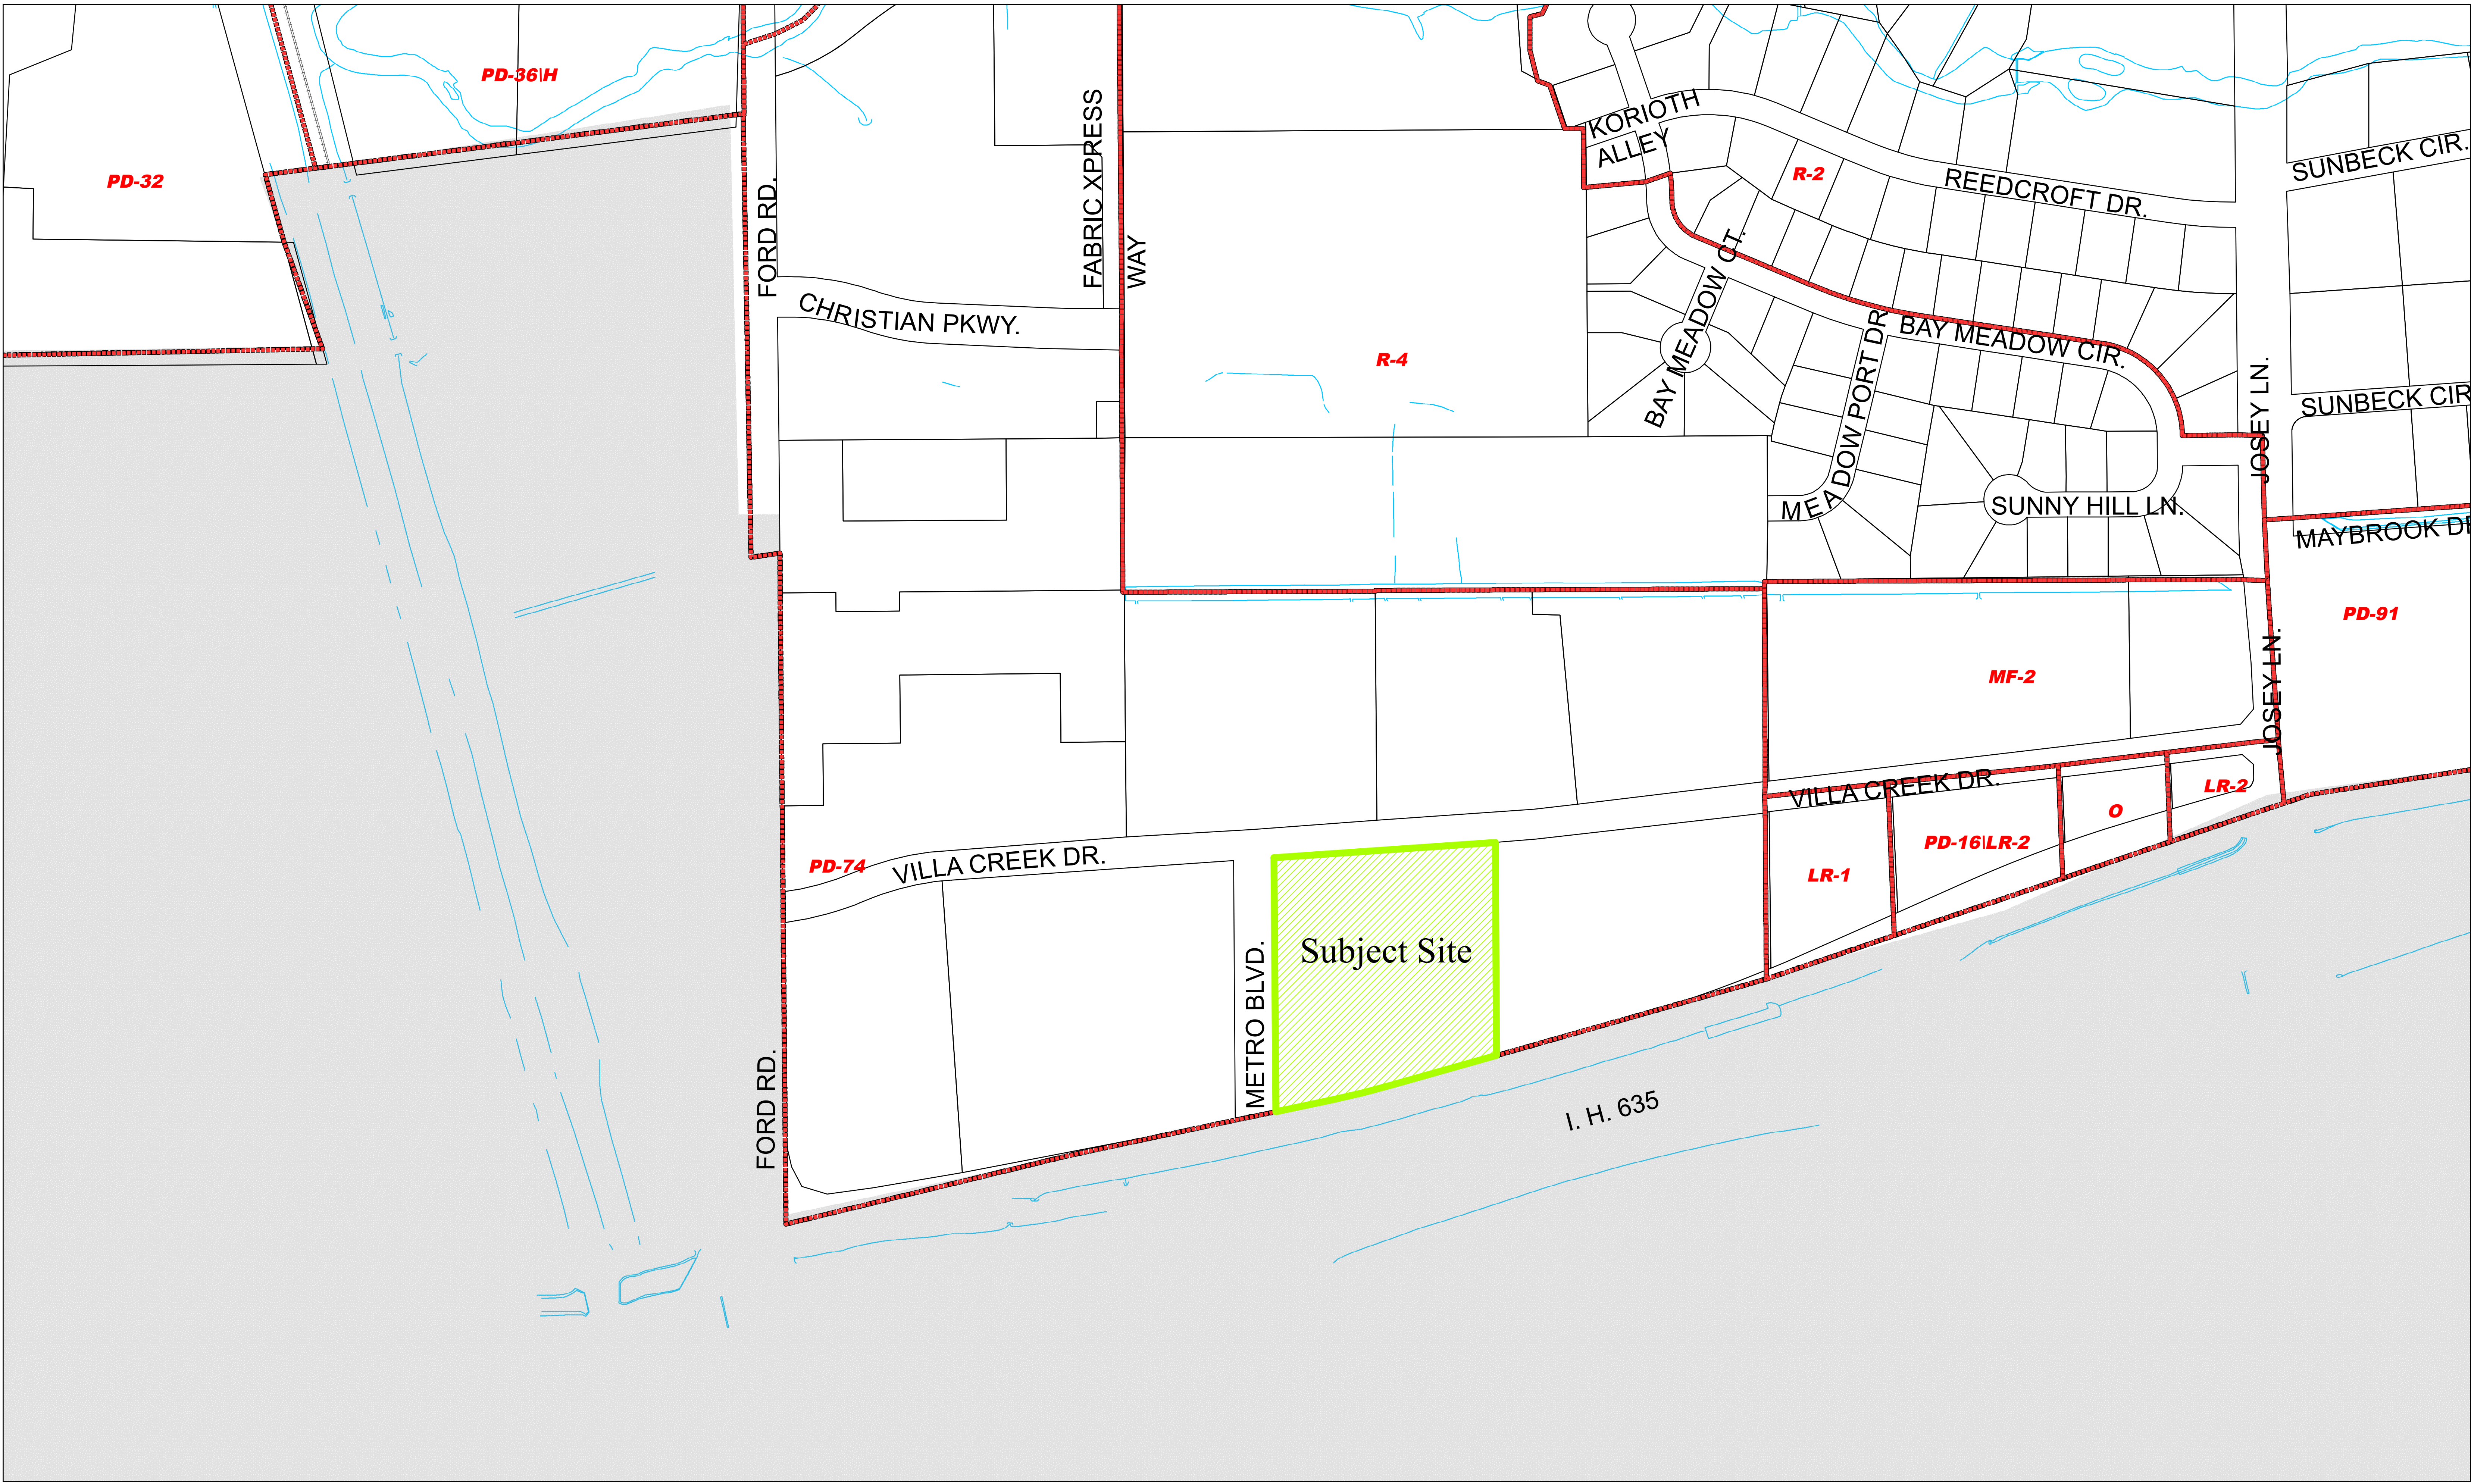 PD-36\H
PD-32
FORD RD.
FABRIC XPRESS
WAY
CHRISTIAN PKWY.
KORIOTH
ALLEY
R-2
REEDCROFT DR.
SUNBECK CIR.
R-4
BAY MEADOW CT.
MEADOW PORT DR
BAY MEADOW CIR.
JOSEY LN.
SUNBECK CIR
SUNNY HILL LN.
MAYBROOK DR
PD-91
MF-2
JOSEY LN.
VILLA CREEK DR.
LR-2
O
PD-16\LR-2
LR-1
PD-74
VILLA CREEK DR.
METRO BLVD.
Subject Site
FORD RD.
I. H. 635